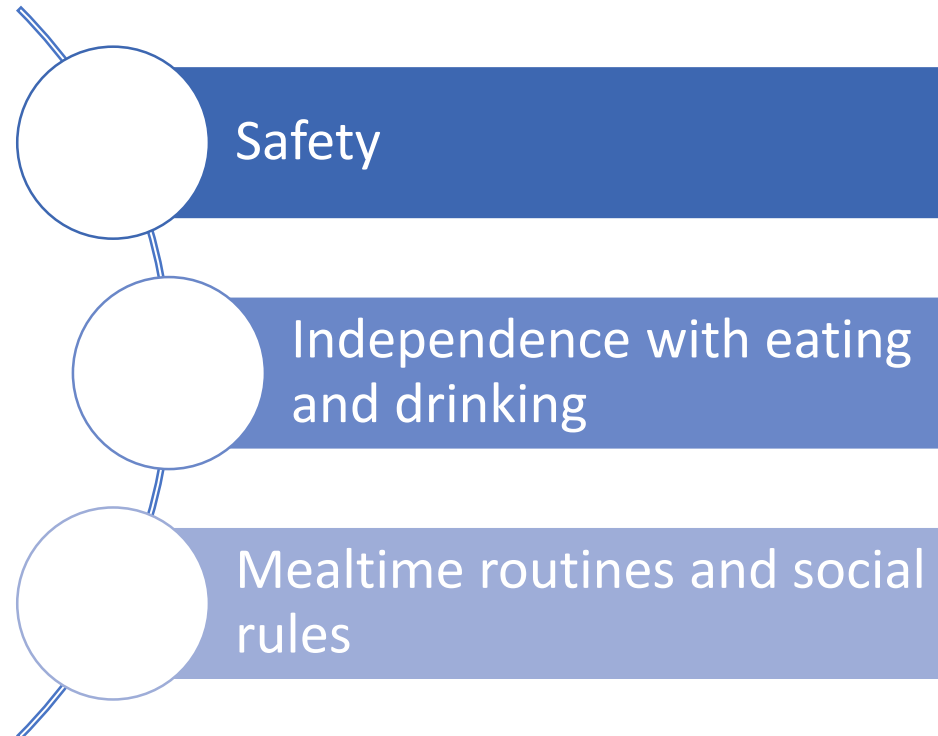 Safety
Independence with eating
and drinking
Mealtime routines and social
rules